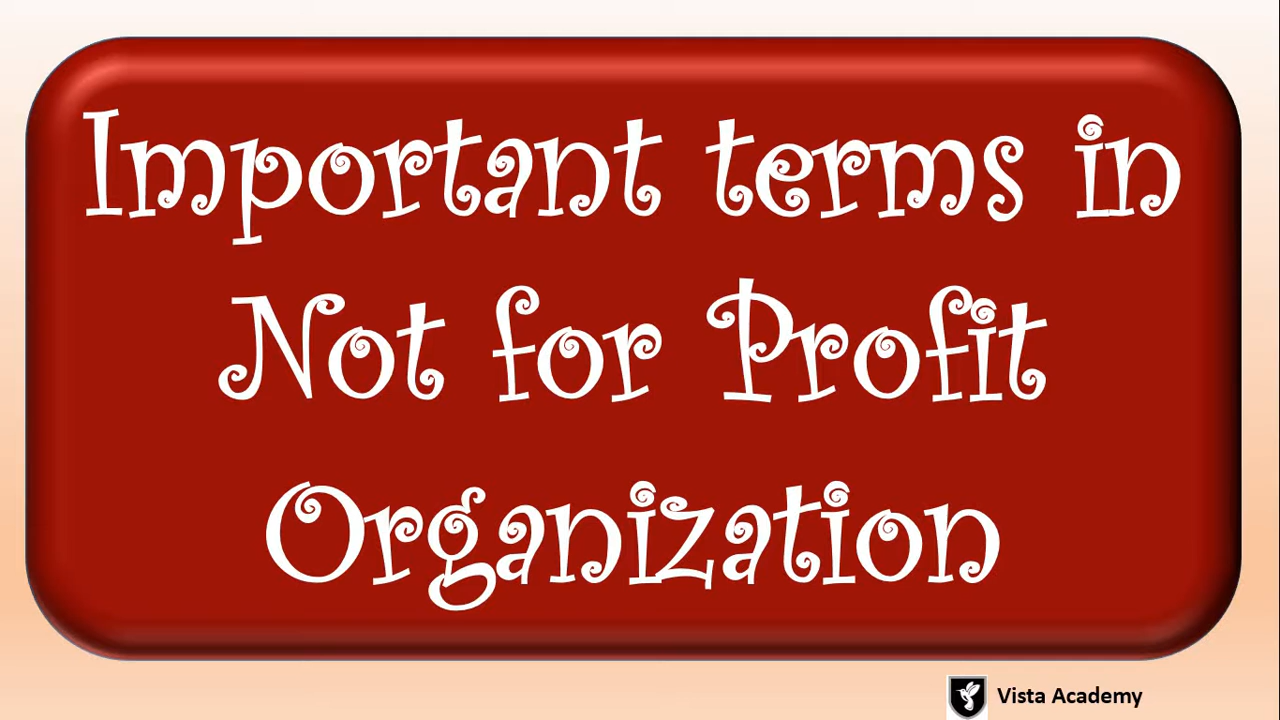 Important terms in
Not for Profit
Organization
Vista Academy